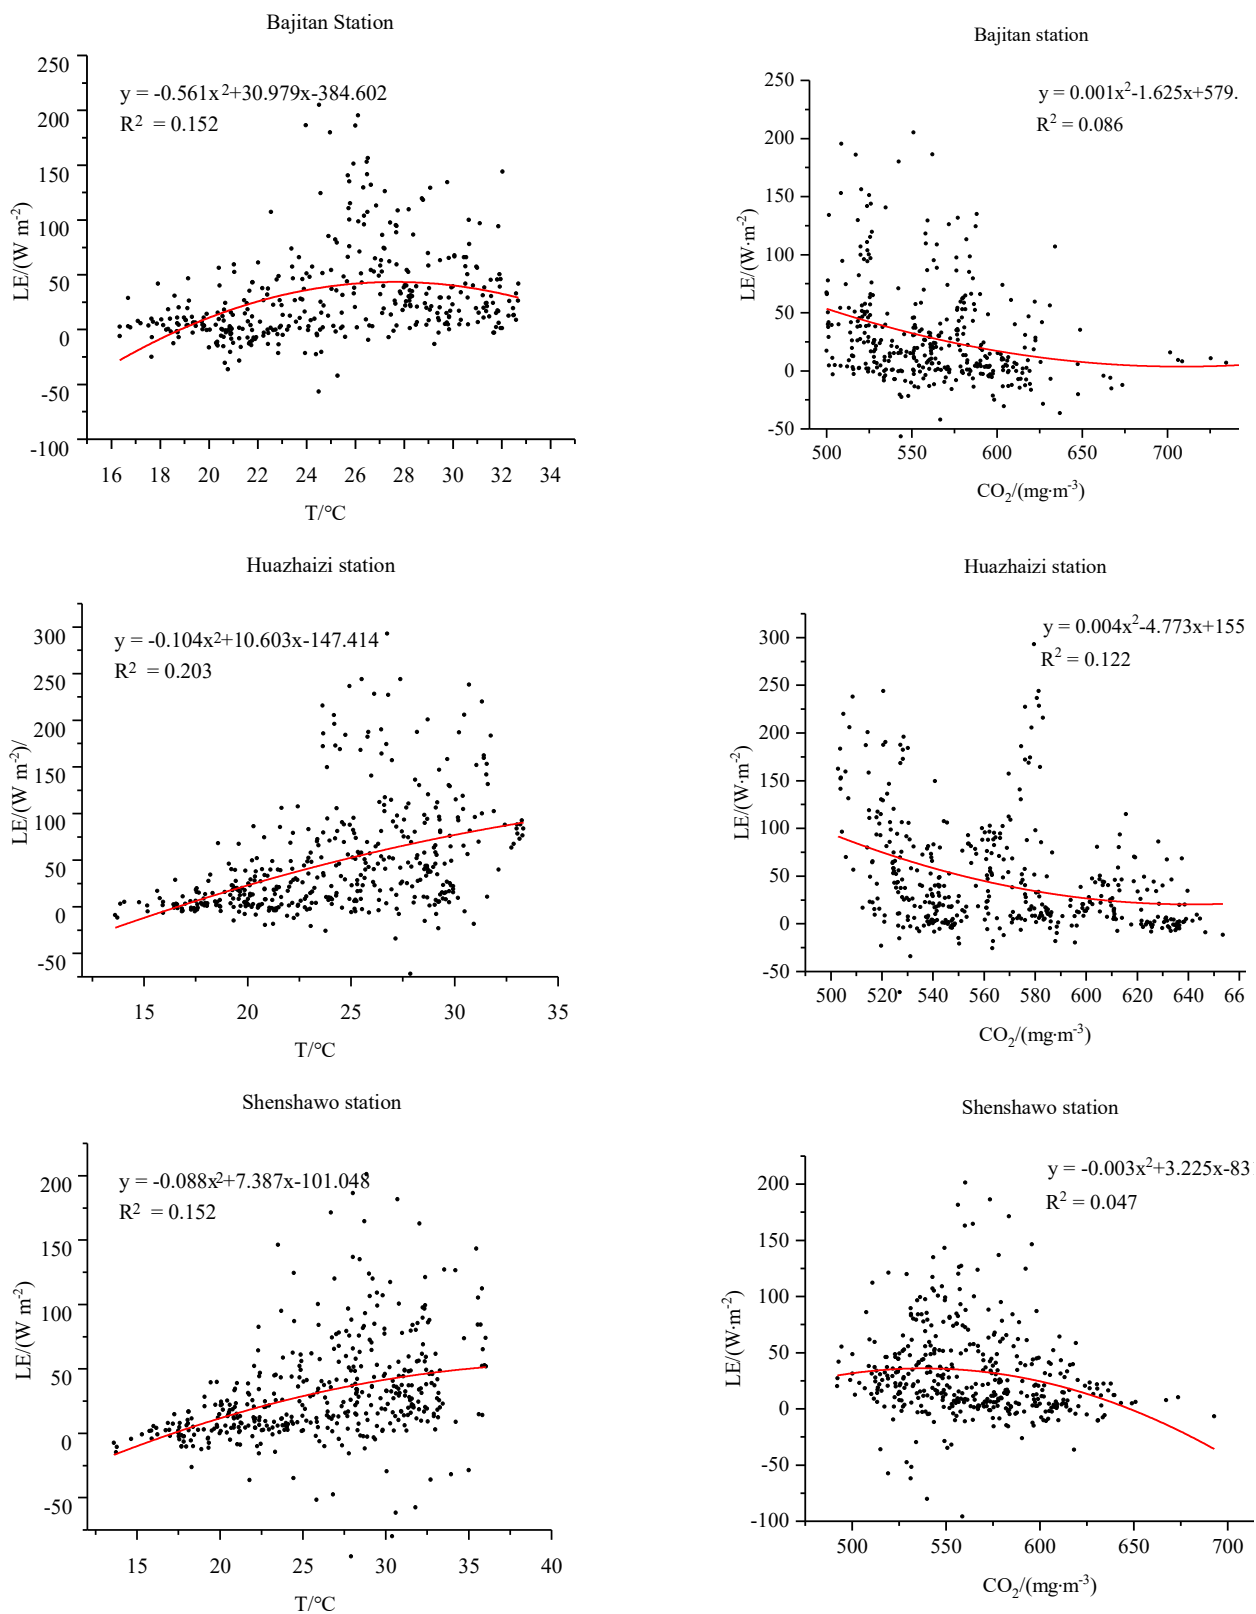 Bajitan Station
y = -0.561x²+30.979x-384.602
R² = 0.152
LE/(W m⁻²)
250
200
150
100
50
0
-50
-100
16 18 20 22 24 26 28 30 32 34
T/°C
Bajitan station
y = 0.001x²-1.625x+579.
R² = 0.086
LE/(W·m⁻²)
250
200
150
100
50
0
-50
500 550 600 650 700
CO₂/(mg·m⁻³)
Huazhaizi station
y = -0.104x²+10.603x-147.414
R² = 0.203
LE/(W m⁻²)/
300
250
200
150
100
50
0
-50
15 20 25 30 35
T/°C
Huazhaizi station
y = 0.004x²-4.773x+155
R² = 0.122
LE/(W·m⁻²)
300
250
200
150
100
50
0
-50
500 520 540 560 580 600 620 640 66
CO₂/(mg·m⁻³)
Shenshawo station
y = -0.088x²+7.387x-101.048
R² = 0.152
LE/(W m⁻²)
200
150
100
50
0
-50
15 20 25 30 35 40
T/°C
Shenshawo station
y = -0.003x²+3.225x-83
R² = 0.047
LE/(W·m⁻²)
200
150
100
50
0
-50
-100
500 550 600 650 700
CO₂/(mg·m⁻³)